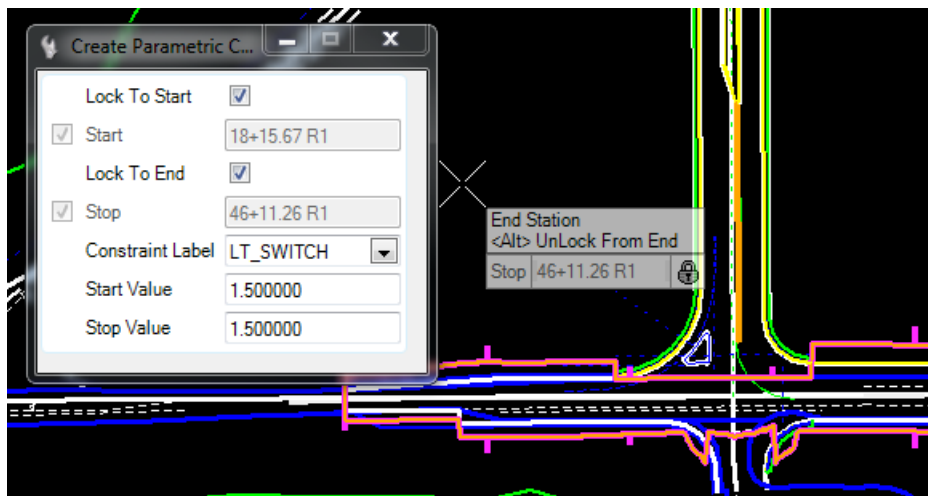 Create Parametric C...
Lock To Start
Start 18+15.67 R1
Lock To End
Stop 46+11.26 R1
Constraint Label LT_SWITCH
Start Value 1.500000
Stop Value 1.500000
End Station
<Alt> UnLock From End
Stop 46+11.26 R1